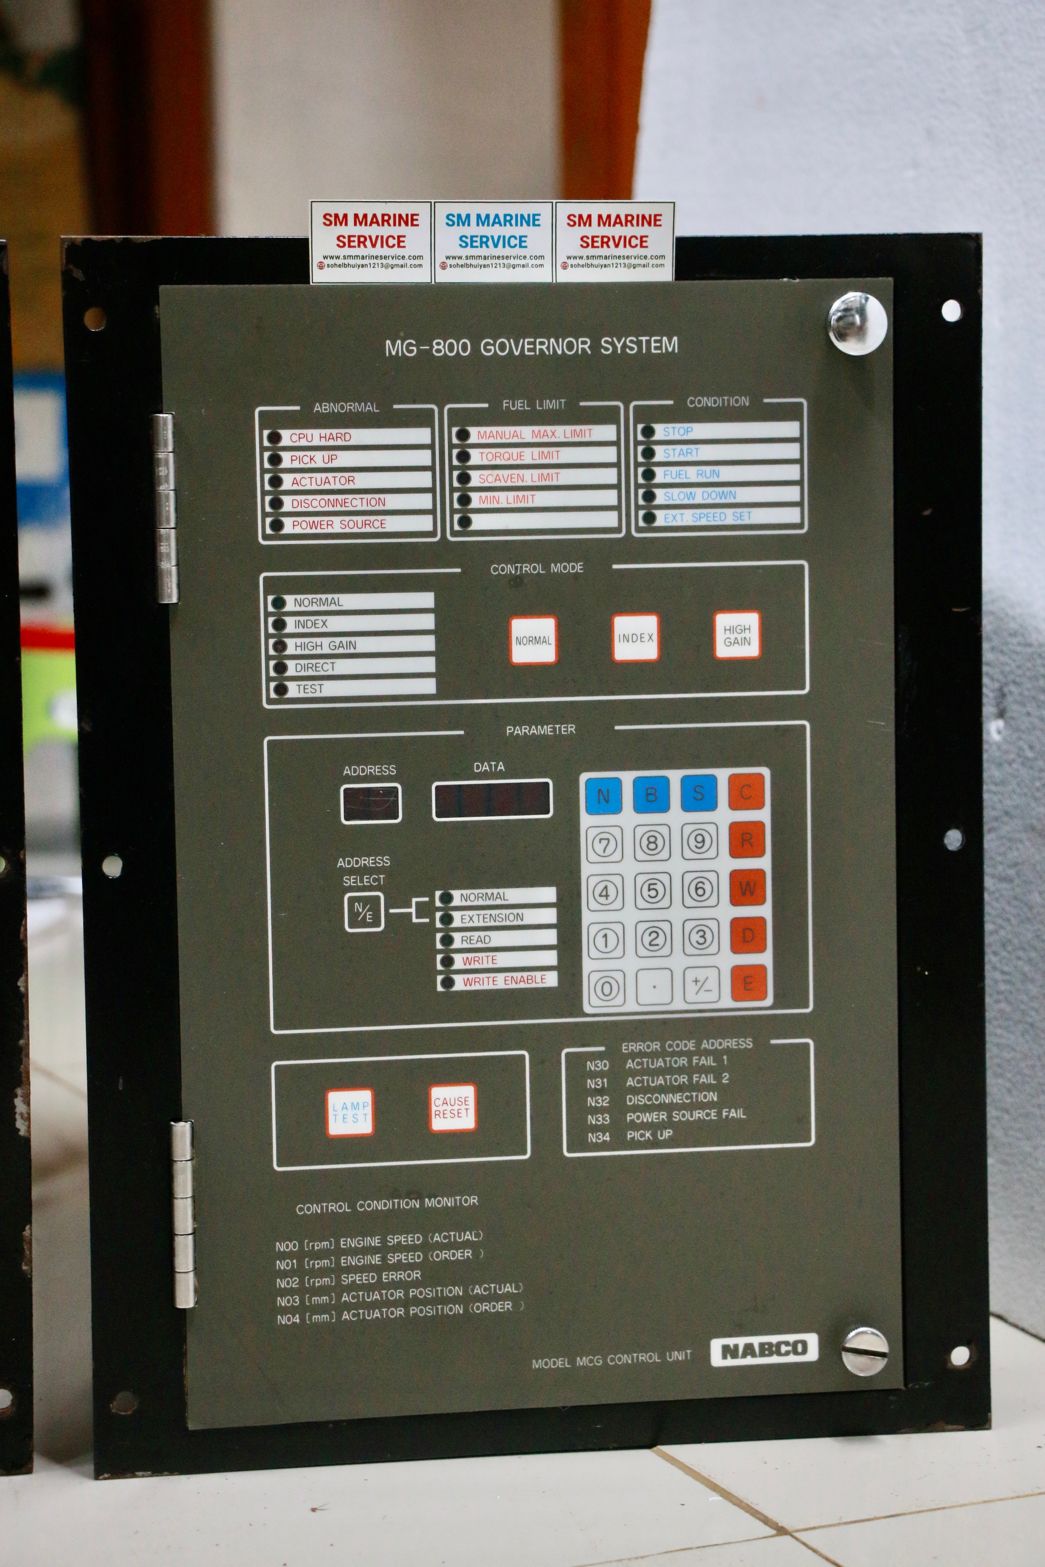 SM MARINE
SERVICE
www.smmarineservice.com
sohelbhuiyan1213@gmail.com
SM MARINE
SERVICE
www.smmarineservice.com
sohelbhuiyan1213@gmail.com
SM MARINE
SERVICE
www.smmarineservice.com
sohelbhuiyan1213@gmail.com
MG-800 GOVERNOR SYSTEM
ABNORMAL
CPU HARD
PICK UP
ACTUATOR
DISCONNECTION
POWER SOURCE
FUEL LIMIT
MANUAL MAX. LIMIT
TORQUE LIMIT
SCAVEN. LIMIT
MIN. LIMIT
CONDITION
STOP
START
FUEL RUN
SLOW DOWN
EXT. SPEED SET
CONTROL MODE
NORMAL
INDEX
HIGH GAIN
DIRECT
TEST
NORMAL
INDEX
HIGH
GAIN
PARAMETER
ADDRESS
DATA
ADDRESS
SELECT
N/E
NORMAL
EXTENSION
READ
WRITE
WRITE ENABLE
N B S C
7 8 9 R
4 5 6 W
1 2 3 D
0 . +/- E
LAMP
TEST
CAUSE
RESET
ERROR CODE ADDRESS
N30 ACTUATOR FAIL 1
N31 ACTUATOR FAIL 2
N32 DISCONNECTION
N33 POWER SOURCE FAIL
N34 PICK UP
CONTROL CONDITION MONITOR
N00 [rpm] ENGINE SPEED (ACTUAL)
N01 [rpm] ENGINE SPEED (ORDER )
N02 [rpm] SPEED ERROR
N03 [mm] ACTUATOR POSITION (ACTUAL)
N04 [mm] ACTUATOR POSITION (ORDER )
MODEL MCG CONTROL UNIT
NABCO